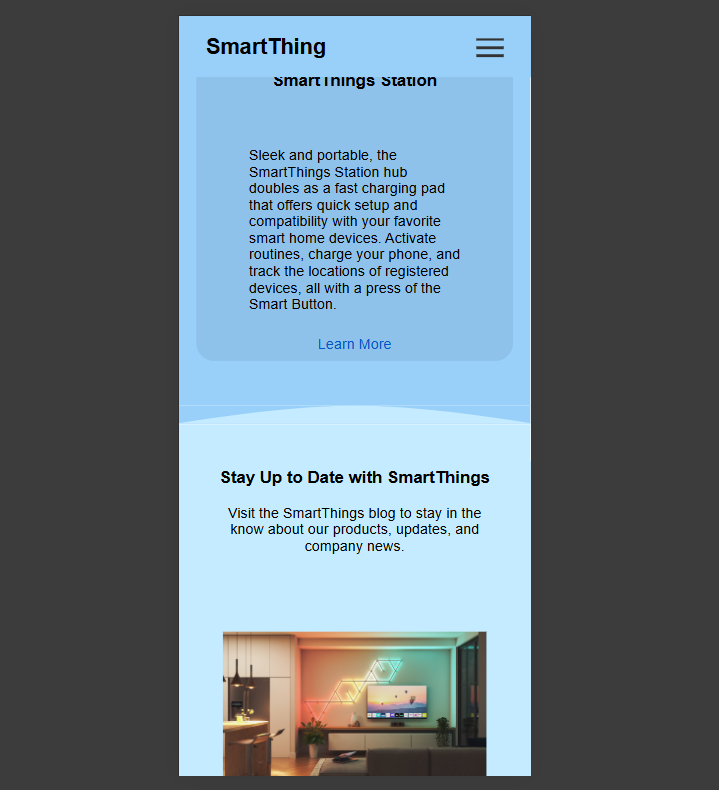 SmartThing
SmartThings Station
Sleek and portable, the
SmartThings Station hub
doubles as a fast charging pad
that offers quick setup and
compatibility with your favorite
smart home devices. Activate
routines, charge your phone, and
track the locations of registered
devices, all with a press of the
Smart Button.
Learn More
Stay Up to Date with SmartThings
Visit the SmartThings blog to stay in the
know about our products, updates, and
company news.